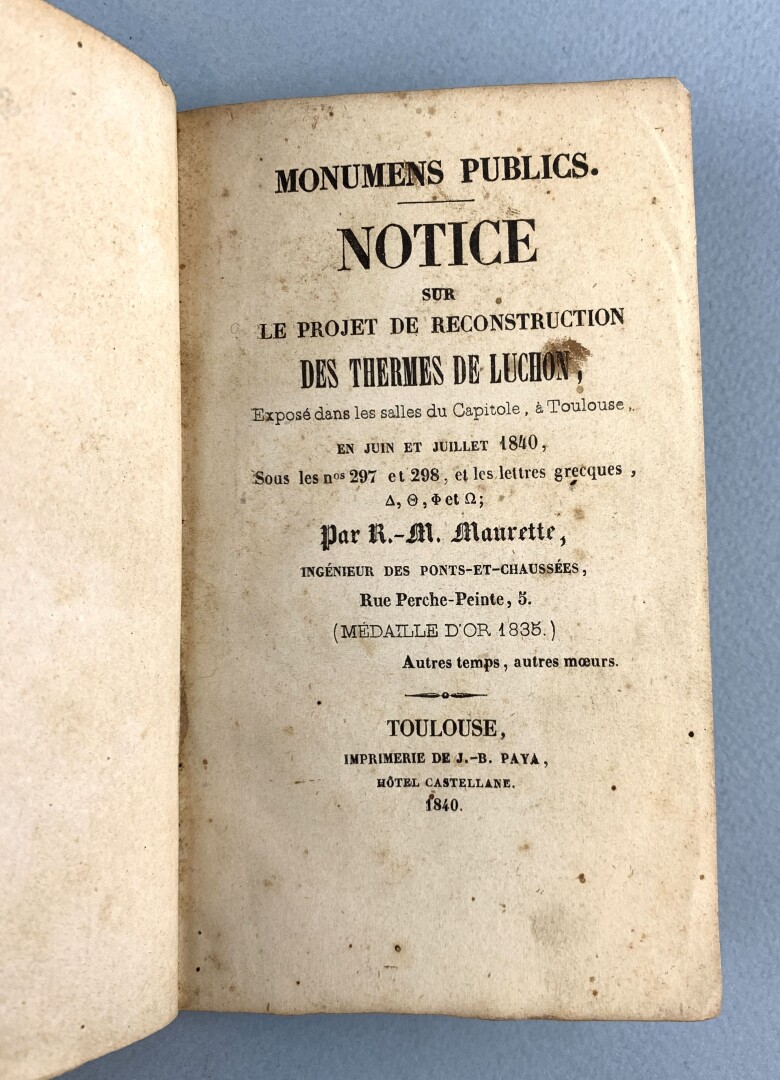 MONUMENS PUBLICS.
NOTICE
SUR
LE PROJET DE RECONSTRUCTION
DES THERMES DE LUCHON,
Exposé dans les salles du Capitole, à Toulouse,
EN JUIN ET JUILLET 1840,
Sous les nos 297 et 298, et les lettres grecques,
Δ, Θ, Φ et Ω;
Par R.-M. Maurette,
INGÉNIEUR DES PONTS-ET-CHAUSSÉES,
Rue Perche-Peinte, 5.
(MÉDAILLE D'OR 1835.)
Autres temps, autres mœurs.
TOULOUSE,
IMPRIMERIE DE J.-B. PAYA,
HÔTEL CASTELLANE.
1840.